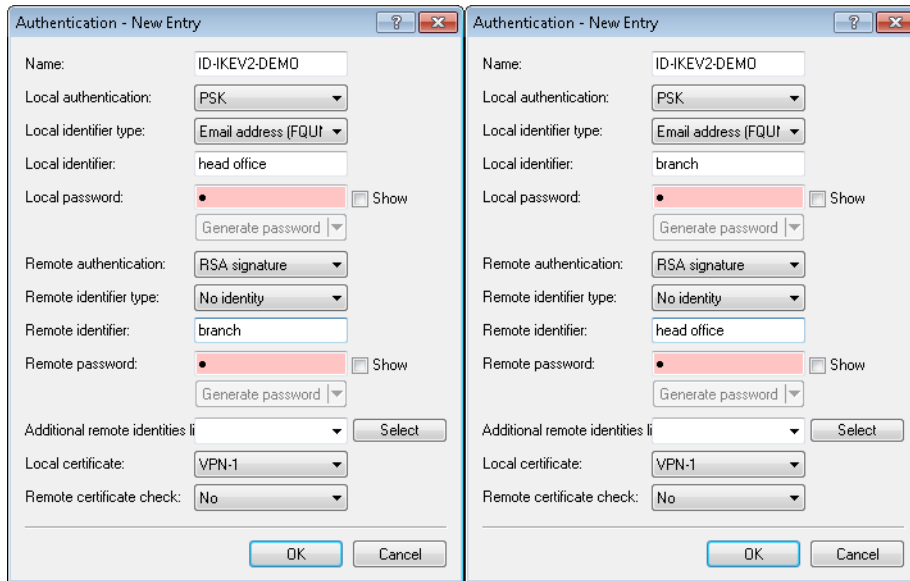 Authentication - New Entry
Name: ID-IKEV2-DEMO
Local authentication: PSK
Local identifier type: Email address (FQUI
Local identifier: head office
Local password: ● Show
Generate password
Remote authentication: RSA signature
Remote identifier type: No identity
Remote identifier: branch
Remote password: ● Show
Generate password
Additional remote identities li Select
Local certificate: VPN-1
Remote certificate check: No
OK Cancel
Authentication - New Entry
Name: ID-IKEV2-DEMO
Local authentication: PSK
Local identifier type: Email address (FQUI
Local identifier: branch
Local password: ● Show
Generate password
Remote authentication: RSA signature
Remote identifier type: No identity
Remote identifier: head office
Remote password: ● Show
Generate password
Additional remote identities li Select
Local certificate: VPN-1
Remote certificate check: No
OK Cancel